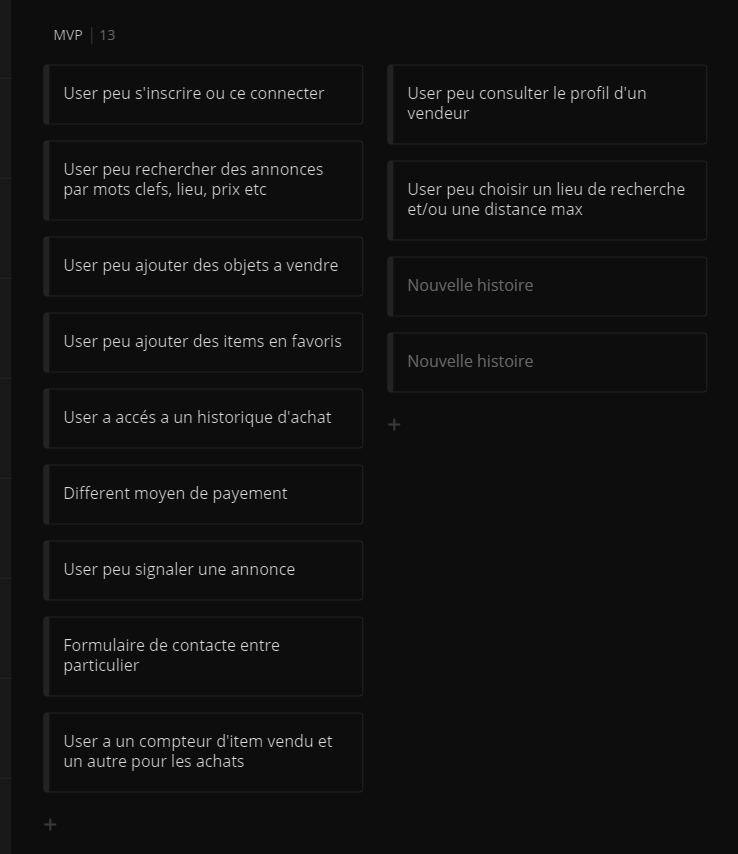 MVP | 13
User peu s'inscrire ou ce connecter
User peu rechercher des annonces
par mots clefs, lieu, prix etc
User peu ajouter des objets a vendre
User peu ajouter des items en favoris
User a accés a un historique d'achat
Different moyen de payement
User peu signaler une annonce
Formulaire de contacte entre
particulier
User a un compteur d'item vendu et
un autre pour les achats
+
User peu consulter le profil d'un
vendeur
User peu choisir un lieu de recherche
et/ou une distance max
Nouvelle histoire
Nouvelle histoire
+